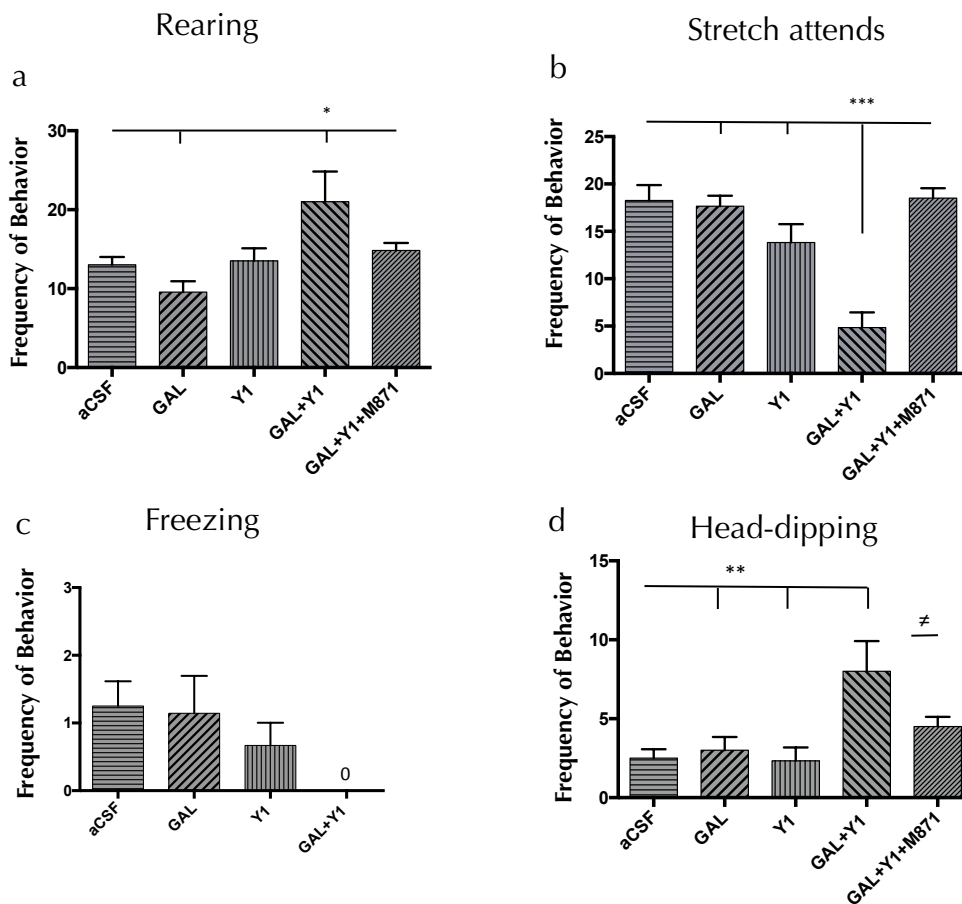 Rearing
a
*
Frequency of Behavior
30
20
10
0
aCSF
GAL
Y1
GAL+Y1
GAL+Y1+M871
Stretch attends
b
***
Frequency of Behavior
25
20
15
10
5
0
aCSF
GAL
Y1
GAL+Y1
GAL+Y1+M871
Freezing
c
Frequency of Behavior
3
2
1
0
0
aCSF
GAL
Y1
GAL+Y1
Head-dipping
d
**
≠
Frequency of Behavior
15
10
5
0
aCSF
GAL
Y1
GAL+Y1
GAL+Y1+M871